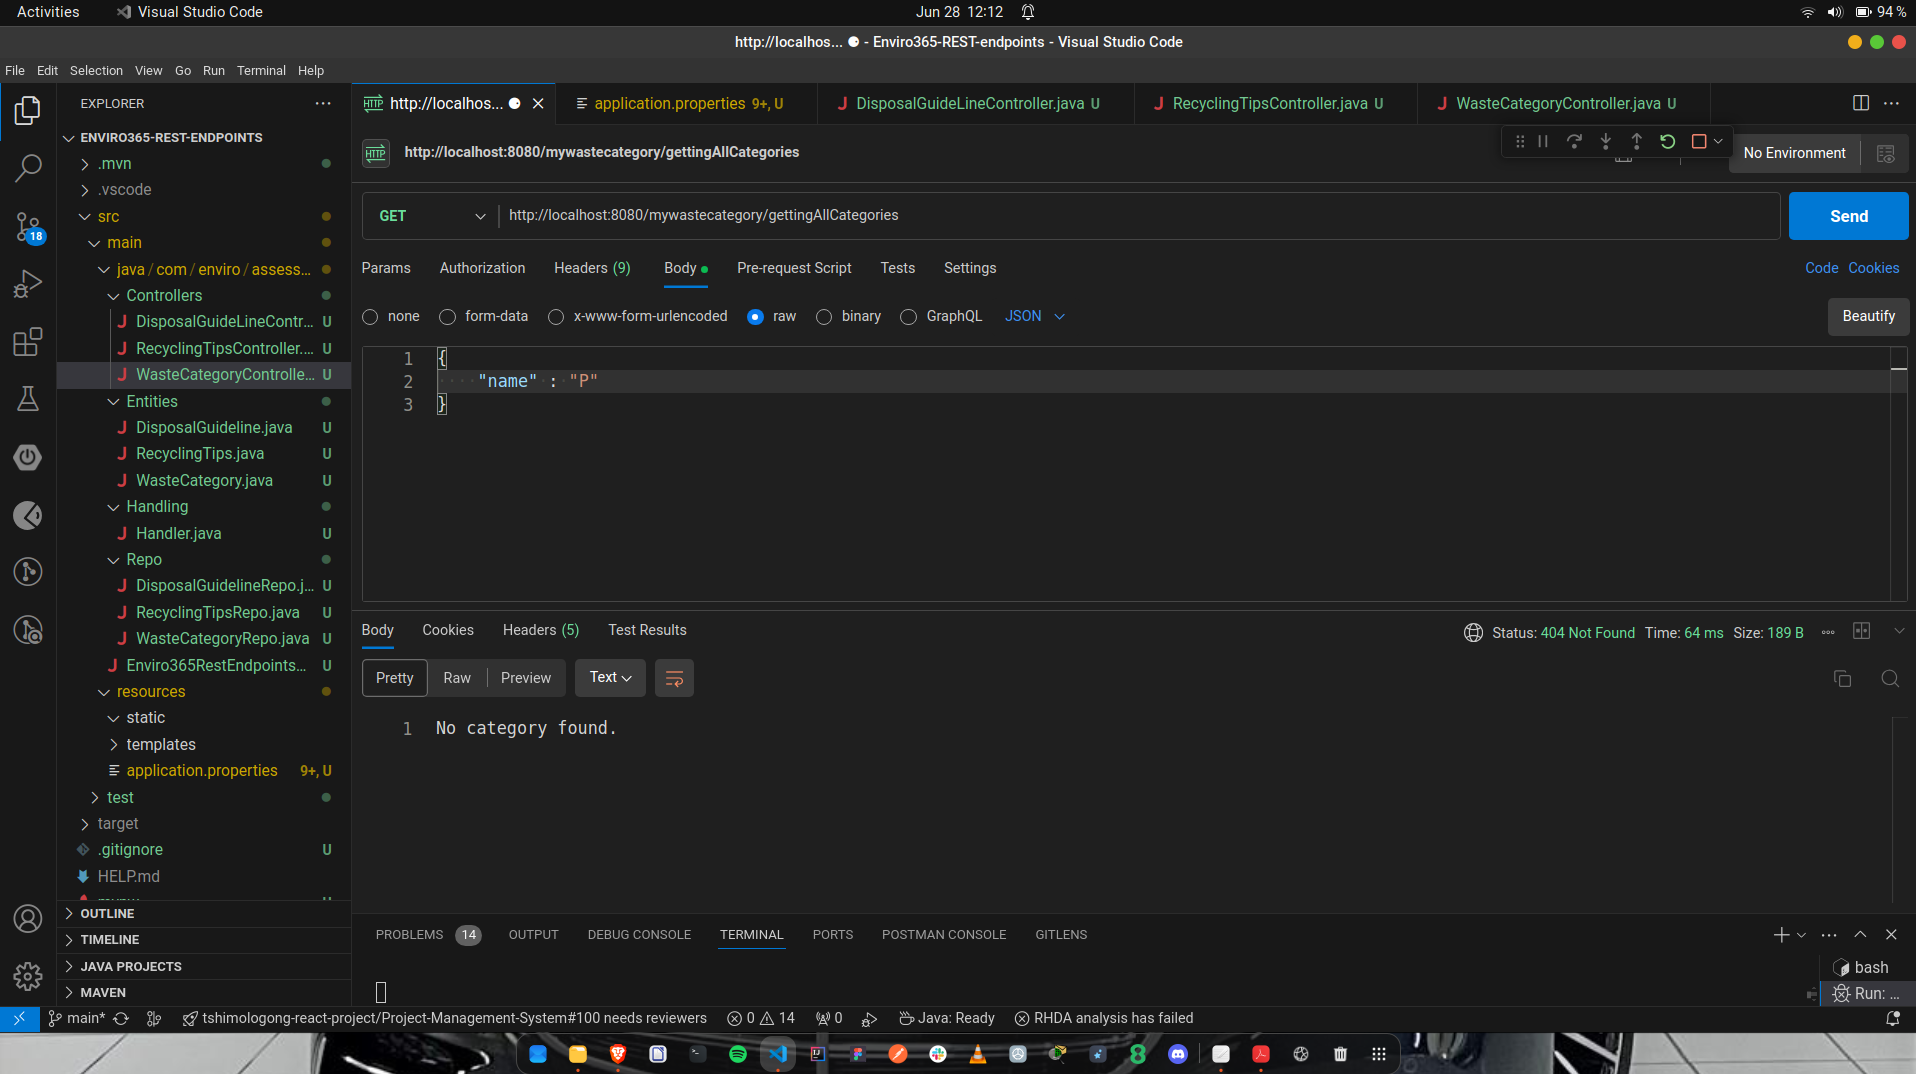 Activities
Visual Studio Code
Jun 28 12:12
94 %
http://localhos... ● - Enviro365-REST-endpoints - Visual Studio Code
File Edit Selection View Go Run Terminal Help
EXPLORER
ENVIRO365-REST-ENDPOINTS
.mvn
.vscode
src
main
java / com / enviro / assess...
Controllers
DisposalGuideLineContr... U
RecyclingTipsController.... U
WasteCategoryControlle... U
Entities
DisposalGuideline.java U
RecyclingTips.java U
WasteCategory.java U
Handling
Handler.java U
Repo
DisposalGuidelineRepo.j... U
RecyclingTipsRepo.java U
WasteCategoryRepo.java U
Enviro365RestEndpoints... U
resources
static
templates
application.properties 9+, U
test
target
.gitignore U
HELP.md
OUTLINE
TIMELINE
JAVA PROJECTS
MAVEN
18
HTTP http://localhos... ●
application.properties 9+, U
DisposalGuideLineController.java U
RecyclingTipsController.java U
WasteCategoryController.java U
HTTP http://localhost:8080/mywastecategory/gettingAllCategories
No Environment
GET http://localhost:8080/mywastecategory/gettingAllCategories Send
Params Authorization Headers (9) Body Pre-request Script Tests Settings Code Cookies
none form-data x-www-form-urlencoded raw binary GraphQL JSON Beautify
1 {
2 "name" : "P"
3 }
Body Cookies Headers (5) Test Results
Status: 404 Not Found Time: 64 ms Size: 189 B
Pretty Raw Preview Text
1 No category found.
PROBLEMS 14 OUTPUT DEBUG CONSOLE TERMINAL PORTS POSTMAN CONSOLE GITLENS
bash
Run: ...
main* tshimologong-react-project/Project-Management-System#100 needs reviewers 0 14 0 Java: Ready RHDA analysis has failed